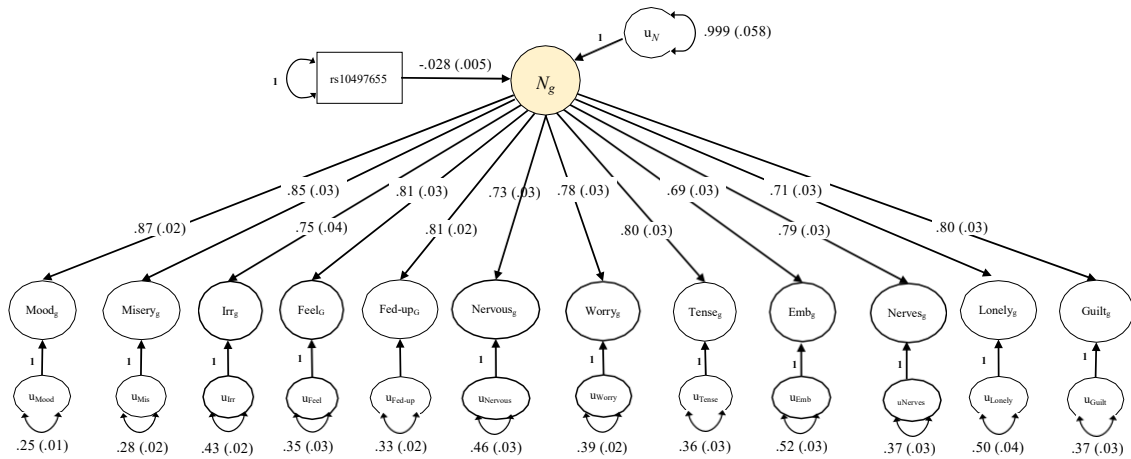 u_N
.999 (.058)
1
1
rs10497655
-.028 (.005)
N_g
.87 (.02)
.85 (.03)
.75 (.04)
.81 (.03)
.81 (.02)
.73 (.03)
.78 (.03)
.80 (.03)
.69 (.03)
.79 (.03)
.71 (.03)
.80 (.03)
Mood_g
Misery_g
Irr_g
Feel_G
Fed-up_G
Nervous_g
Worry_g
Tense_g
Emb_g
Nerves_g
Lonely_g
Guilt_g
1 1 1 1 1 1 1 1 1 1 1
u_Mood
u_Mis
u_Irr
u_Feel
u_Fed-up
u_Nervous
u_Worry
u_Tense
u_Emb
uNerves
u_Lonely
u_Guilt
.25 (.01)
.28 (.02)
.43 (.02)
.35 (.03)
.33 (.02)
.46 (.03)
.39 (.02)
.36 (.03)
.52 (.03)
.37 (.03)
.50 (.04)
.37 (.03)